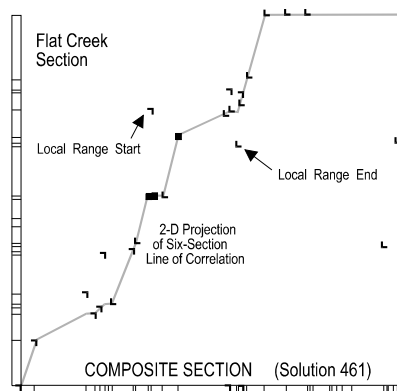 Flat Creek
Section
Local Range Start
Local Range End
2-D Projection
of Six-Section
Line of Correlation
COMPOSITE SECTION (Solution 461)